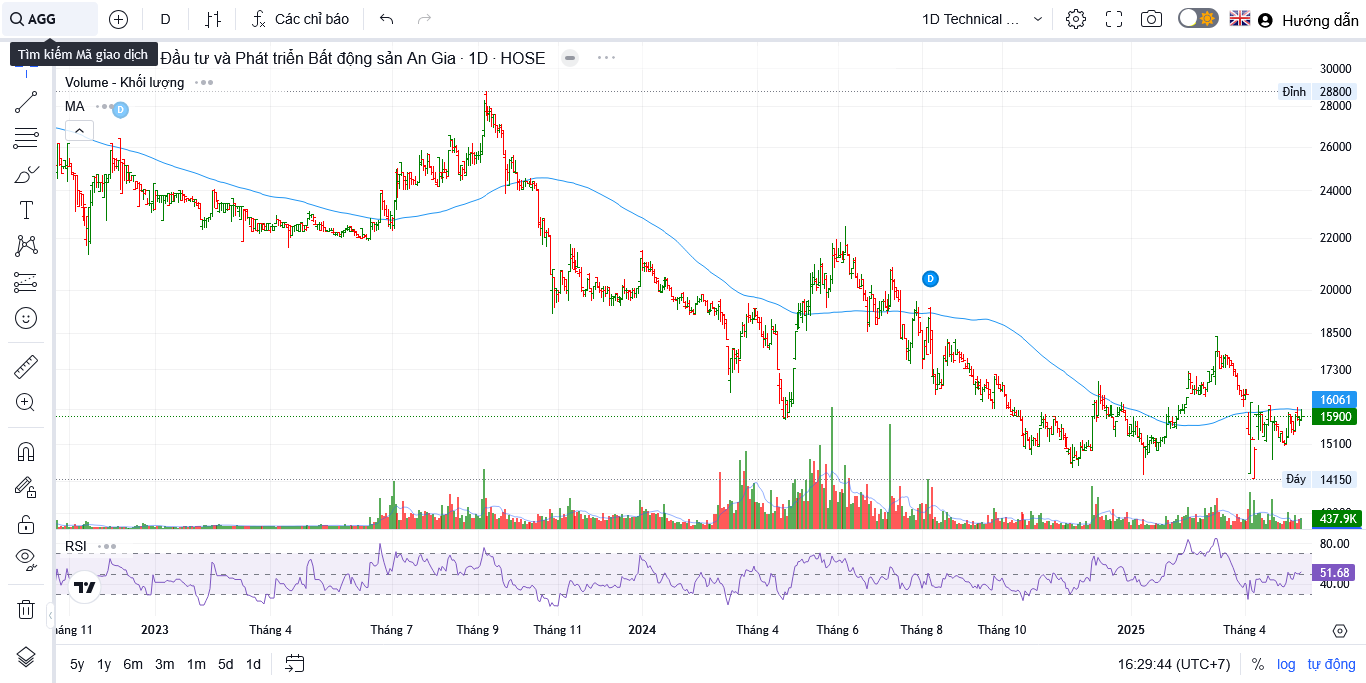 AGG
D
Các chỉ báo
1D Technical ...
Hướng dẫn
Tìm kiếm Mã giao dịch
Đầu tư và Phát triển Bất động sản An Gia · 1D · HOSE
Volume - Khối lượng
MA
D
D
30000
Đỉnh 28800
28000
26000
24000
22000
20000
18500
17300
16061
15900
15100
Đáy 14150
437.9K
RSI
80.00
51.68
40.00
háng 11 2023 Tháng 4 Tháng 7 Tháng 9 Tháng 11 2024 Tháng 4 Tháng 6 Tháng 8 Tháng 10 2025 Tháng 4
5y 1y 6m 3m 1m 5d 1d
16:29:44 (UTC+7) % log tự động